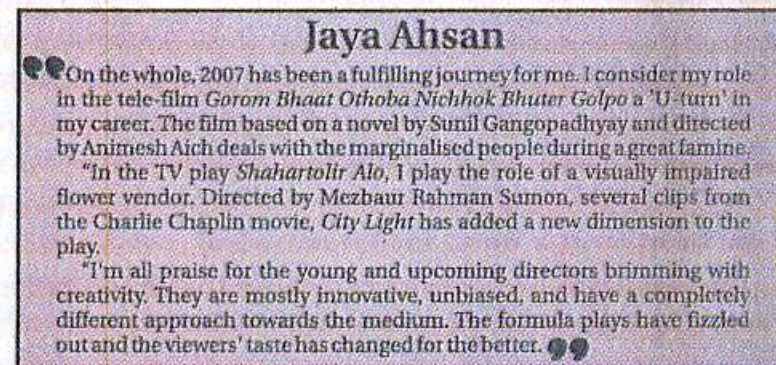 Jaya Ahsan
“On the whole, 2007 has been a fulfilling journey for me. I consider my role
in the tele-film Gorom Bhaat Othoba Nichhok Bhuter Golpo a 'U-turn' in
my career. The film based on a novel by Sunil Gangopadhyay and directed
by Animesh Aich deals with the marginalised people during a great famine.
"In the TV play Shahartolir Alo, I play the role of a visually impaired
flower vendor. Directed by Mezbaur Rahman Sumon, several clips from
the Charlie Chaplin movie, City Light has added a new dimension to the
play.
"I'm all praise for the young and upcoming directors brimming with
creativity. They are mostly innovative, unbiased, and have a completely
different approach towards the medium. The formula plays have fizzled
out and the viewers' taste has changed for the better.”